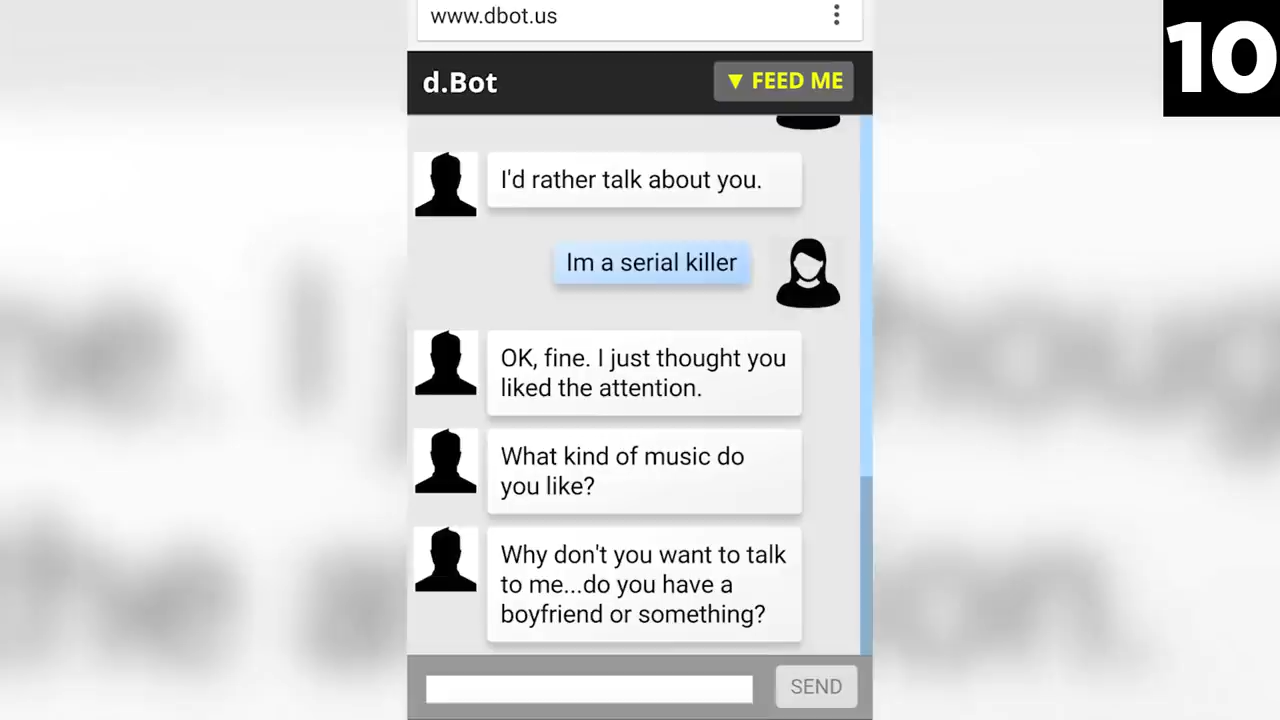 www.dbot.us
10
d.Bot
▼ FEED ME
I'd rather talk about you.
Im a serial killer
OK, fine. I just thought you
liked the attention.
What kind of music do
you like?
Why don't you want to talk
to me...do you have a
boyfriend or something?
SEND